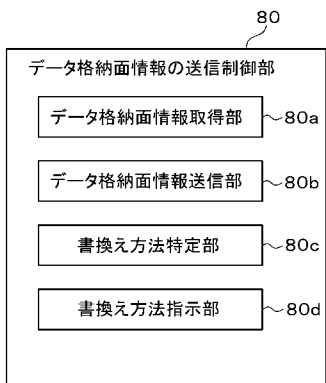 80
データ格納面情報の送信制御部
データ格納面情報取得部 80a
データ格納面情報送信部 80b
書換え方法特定部 80c
書換え方法指示部 80d